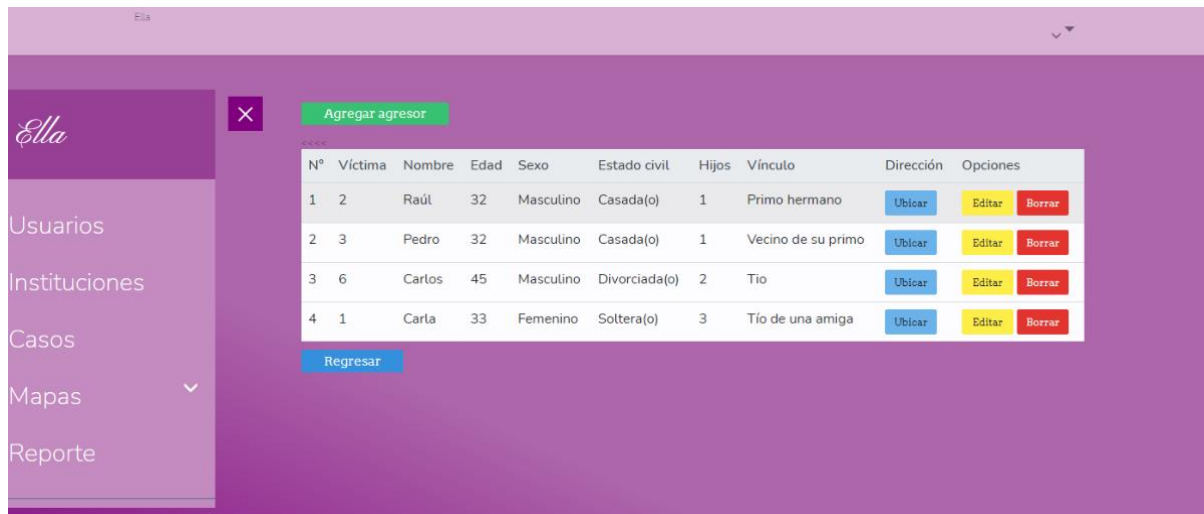 Ella
Ella
Usuarios
Instituciones
Casos
Mapas
Reporte
Agregar agresor
<<<<
N° Víctima Nombre Edad Sexo Estado civil Hijos Vínculo Dirección Opciones
1 2 Raúl 32 Masculino Casada(o) 1 Primo hermano Ubicar Editar Borrar
2 3 Pedro 32 Masculino Casada(o) 1 Vecino de su primo Ubicar Editar Borrar
3 6 Carlos 45 Masculino Divorciada(o) 2 Tio Ubicar Editar Borrar
4 1 Carla 33 Femenino Soltera(o) 3 Tío de una amiga Ubicar Editar Borrar
Regresar